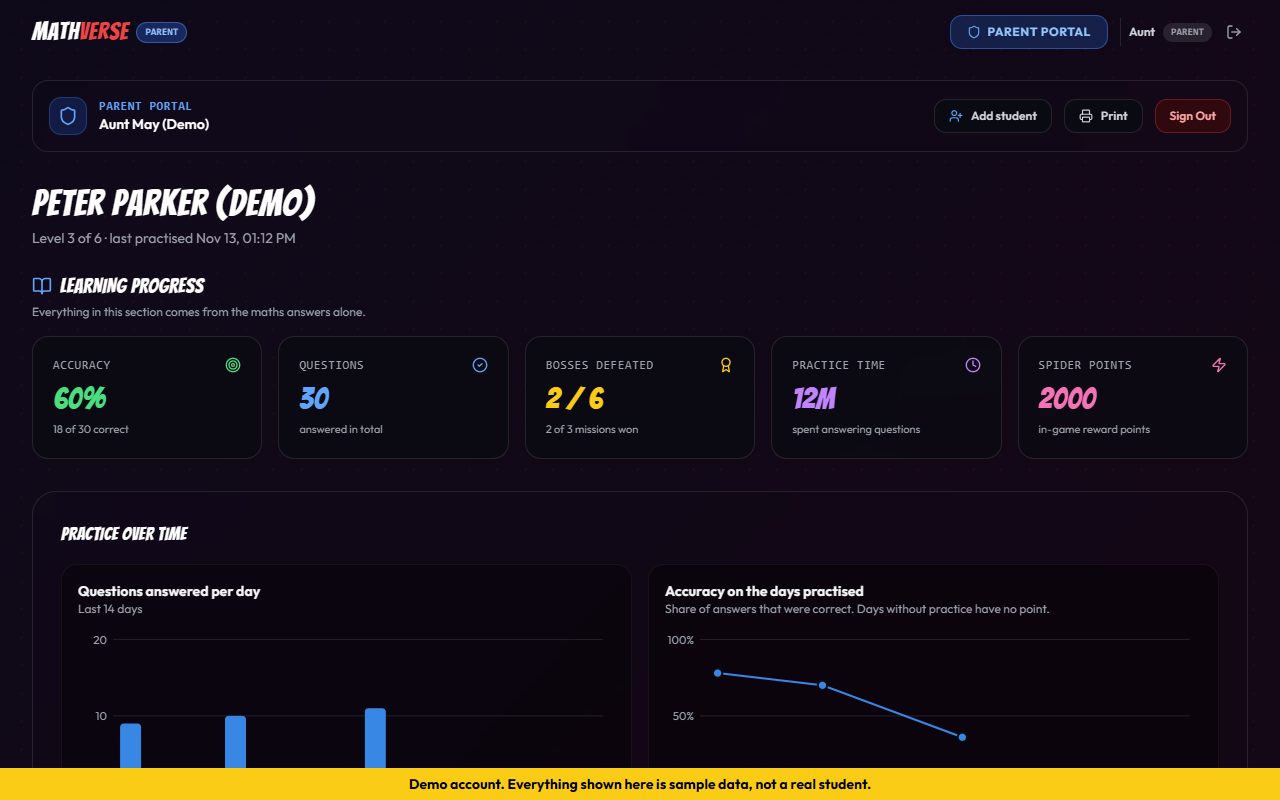 MATHVERSE PARENT
PARENT PORTAL
Aunt PARENT
PARENT PORTAL
Aunt May (Demo)
Add student
Print
Sign Out
PETER PARKER (DEMO)
Level 3 of 6 · last practised Nov 13, 01:12 PM
LEARNING PROGRESS
Everything in this section comes from the maths answers alone.
ACCURACY
60%
18 of 30 correct
QUESTIONS
30
answered in total
BOSSES DEFEATED
2 / 6
2 of 3 missions won
PRACTICE TIME
12M
spent answering questions
SPIDER POINTS
2000
in-game reward points
PRACTICE OVER TIME
Questions answered per day
Last 14 days
20
10
Accuracy on the days practised
Share of answers that were correct. Days without practice have no point.
100%
50%
Demo account. Everything shown here is sample data, not a real student.